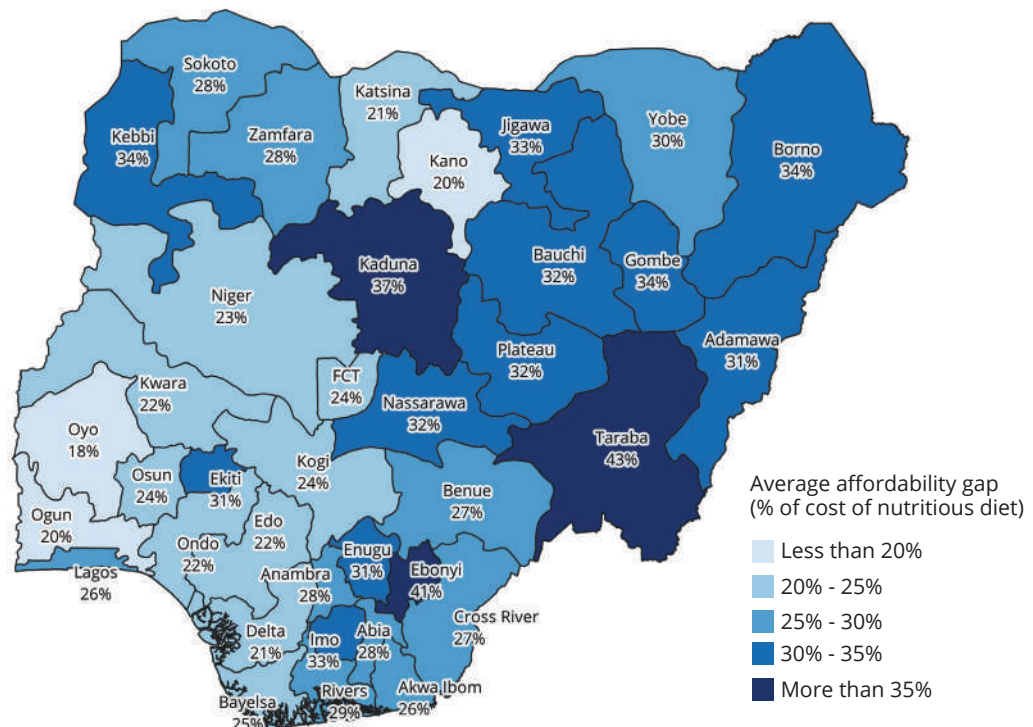 Sokoto
28%
Katsina
21%
Kebbi
34%
Zamfara
28%
Kano
20%
Jigawa
33%
Yobe
30%
Borno
34%
Kaduna
37%
Bauchi
32%
Gombe
34%
Niger
23%
Adamawa
31%
Plateau
32%
FCT
24%
Kwara
22%
Nassarawa
32%
Oyo
18%
Taraba
43%
Osun
24%
Ekiti
31%
Kogi
24%
Benue
27%
Ogun
20%
Edo
22%
Ondo
22%
Enugu
31%
Ebonyi
41%
Lagos
26%
Anambra
28%
Cross River
27%
Delta
21%
Imo
33%
Abia
28%
Bayelsa
25%
Rivers
29%
Akwa Ibom
26%
Average affordability gap
(% of cost of nutritious diet)
Less than 20%
20% - 25%
25% - 30%
30% - 35%
More than 35%